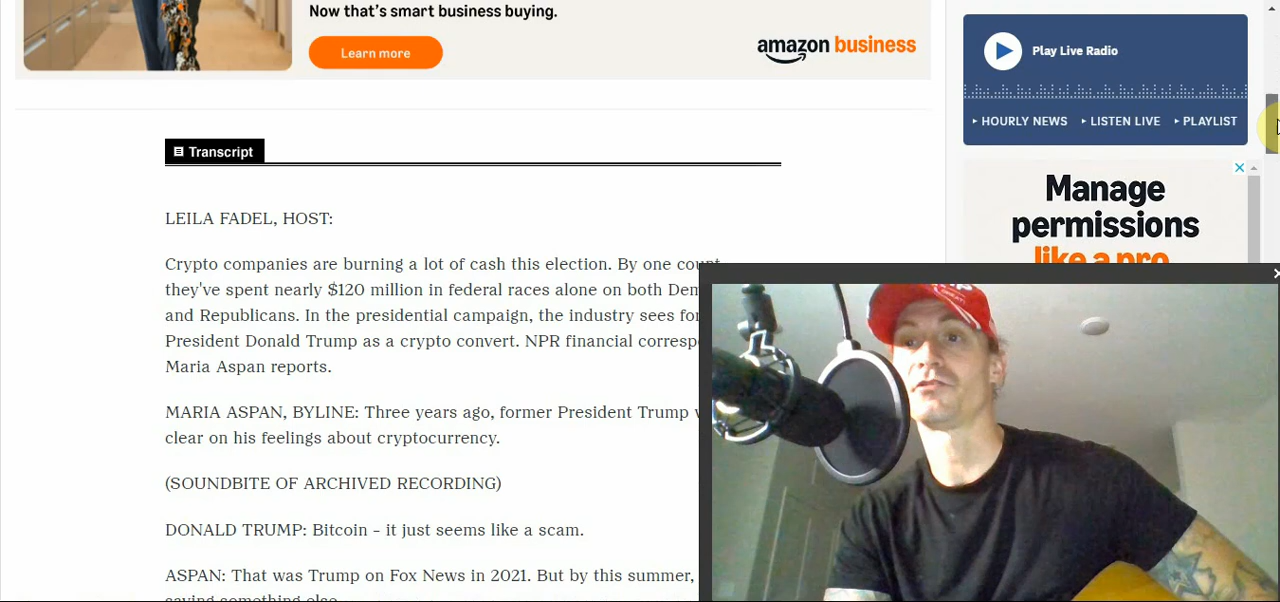 Now that's smart business buying.
Learn more
amazon business
Play Live Radio
HOURLY NEWS
LISTEN LIVE
PLAYLIST
Manage
permissions
like a pro
Transcript
LEILA FADEL, HOST:
Crypto companies are burning a lot of cash this election. By one count
they've spent nearly $120 million in federal races alone on both Dem
and Republicans. In the presidential campaign, the industry sees for
President Donald Trump as a crypto convert. NPR financial corresp
Maria Aspan reports.
MARIA ASPAN, BYLINE: Three years ago, former President Trump
clear on his feelings about cryptocurrency.
(SOUNDBITE OF ARCHIVED RECORDING)
DONALD TRUMP: Bitcoin - it just seems like a scam.
ASPAN: That was Trump on Fox News in 2021. But by this summer,
saying something else.